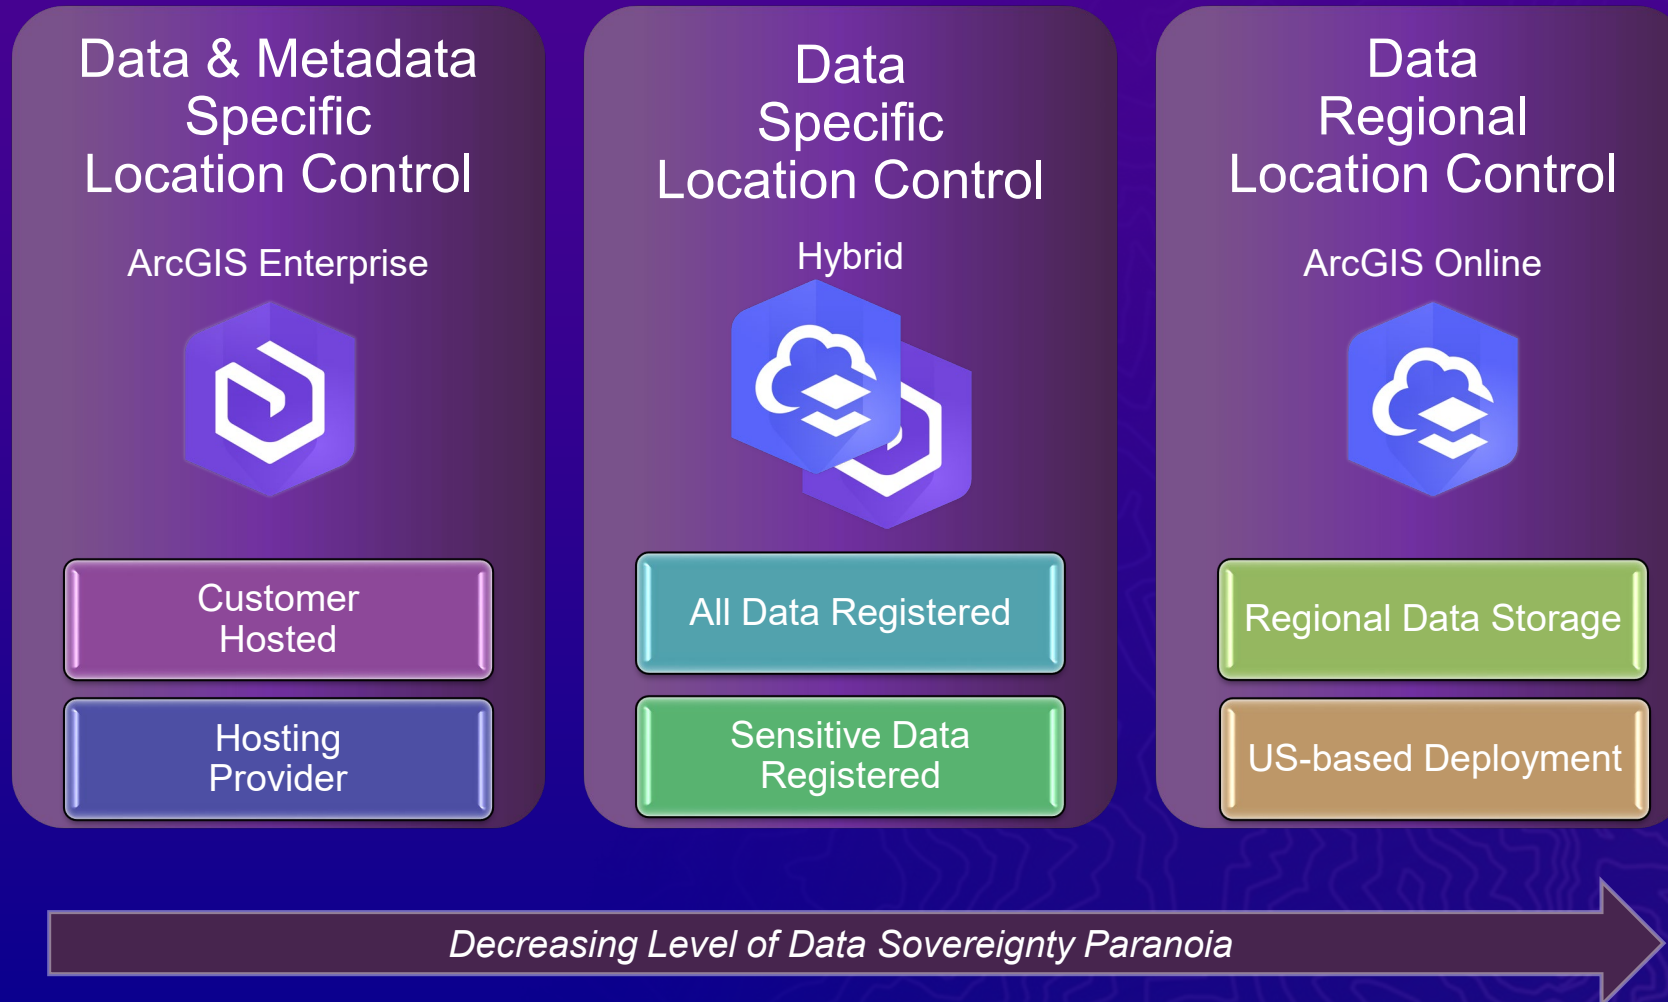 Data & Metadata
Specific
Location Control
ArcGIS Enterprise
Customer
Hosted
Hosting
Provider
Data
Specific
Location Control
Hybrid
All Data Registered
Sensitive Data
Registered
Data
Regional
Location Control
ArcGIS Online
Regional Data Storage
US-based Deployment
Decreasing Level of Data Sovereignty Paranoia